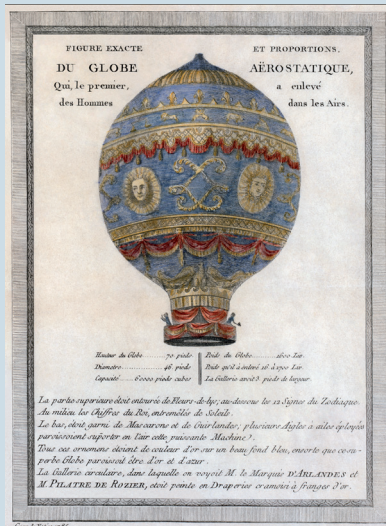 FIGURE EXACTE ET PROPORTIONS,
DU GLOBE AËROSTATIQUE,
Qui, le premier, a enlevé
des Hommes dans les Airs.
Hauteur du Globe..........70 pieds. Poids du Globe..........1600 Liv.
Diametre..........46 pieds Poids qu'il a enlevé 16 à 1700 Liv.
Capacité....60000 pieds cubes La Gallerie avoit 3 pieds de largeur.
La partie superieure étoit entourée de Fleurs-de-lys, au-dessous les 12 Signes du Zodiaque.
Au milieu les Chiffres du Roi, entremêlés de Soleils.
Le bas, étoit garni de Mascarons et de Guirlandes; plusieurs Aigles à ailes éployées
paroissoient suporter en l'air cette puissante Machine.
Tous ces ornemens étoient de couleur d'or sur un beau fond bleu, ensorte que ce su-
perbe Globe paroissoit être d'or et d'azur.
La Gallerie circulaire, dans laquelle on voyoit M. le Marquis D'ARLANDES et
M. PILATRE DE ROZIER, etoit peinte en Draperies cramoisi à franges d'or.